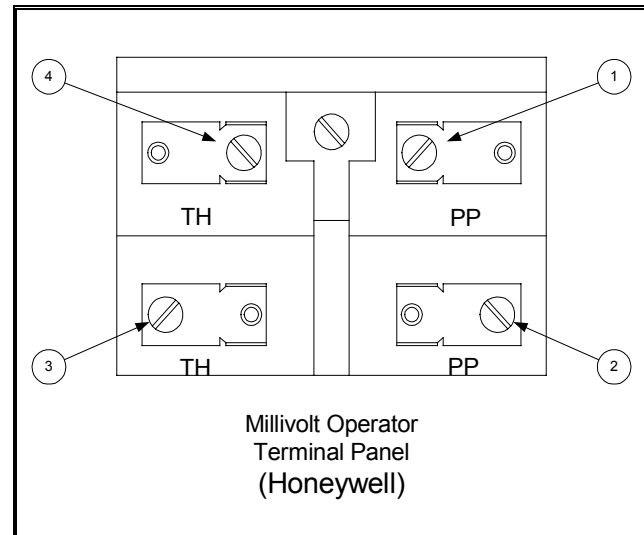 4
1
TH
PP
3
TH
PP
2
Millivolt Operator
Terminal Panel
(Honeywell)